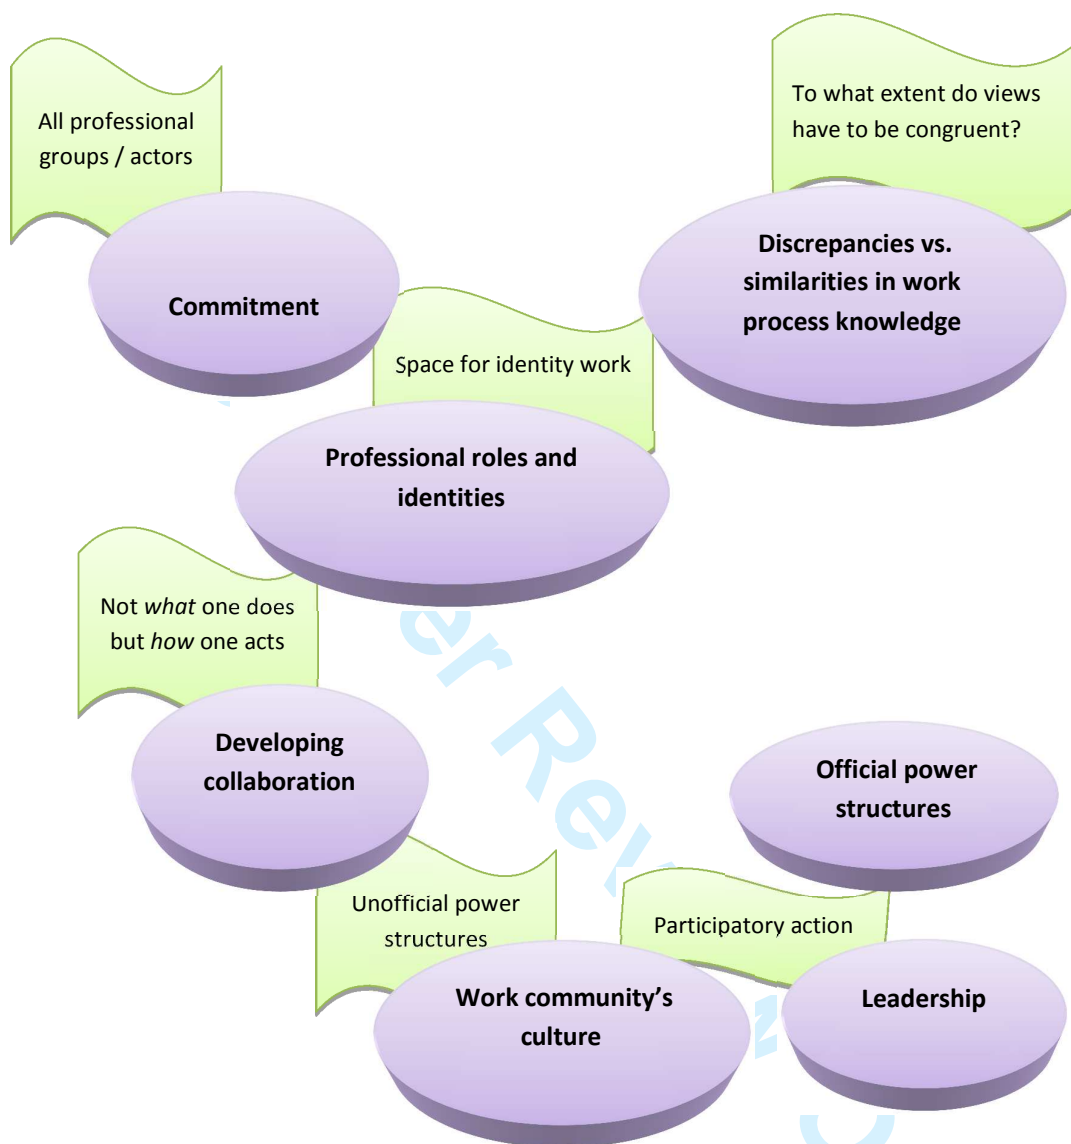 All professional
groups / actors
To what extent do views
have to be congruent?
Commitment
Discrepancies vs.
similarities in work
process knowledge
Space for identity work
Professional roles and
identities
Not what one does
but how one acts
Developing
collaboration
Official power
structures
Unofficial power
structures
Participatory action
Work community’s
culture
Leadership
er Rev